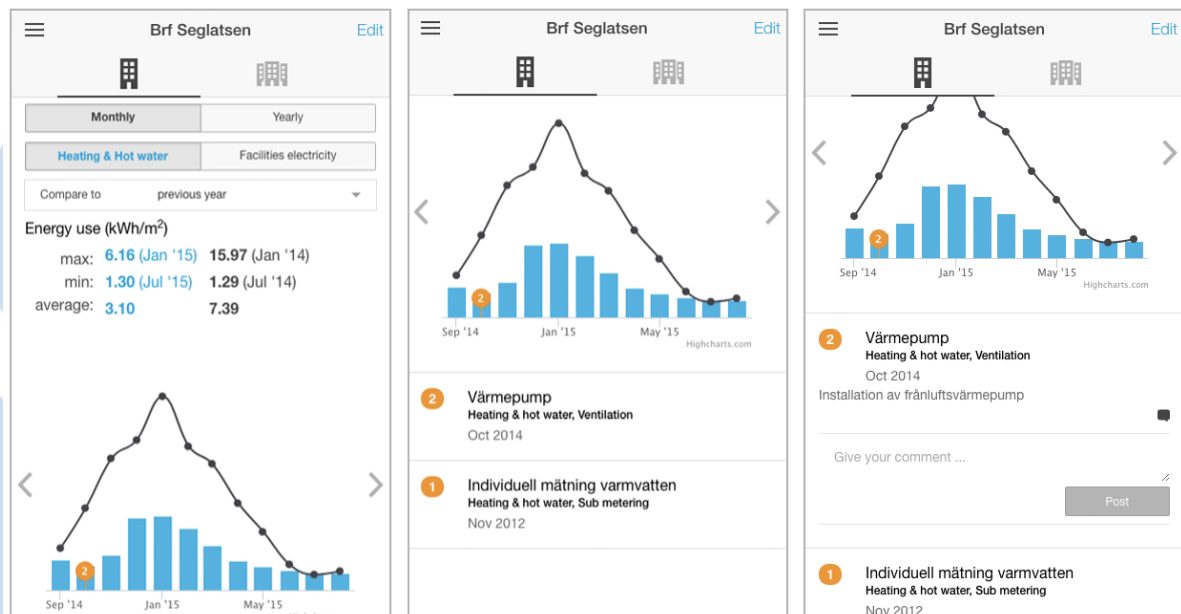 Brf Seglatsen
Edit
Monthly
Yearly
Heating & Hot water
Facilities electricity
Compare to
previous year
Energy use (kWh/m²)
max: 6.16 (Jan '15) 15.97 (Jan '14)
min: 1.30 (Jul '15) 1.29 (Jul '14)
average: 3.10 7.39
2
Sep '14
Jan '15
May '15
Brf Seglatsen
Edit
2
Sep '14
Jan '15
May '15
Highcharts.com
2
Värmepump
Heating & hot water, Ventilation
Oct 2014
1
Individuell mätning varmvatten
Heating & hot water, Sub metering
Nov 2012
Brf Seglatsen
Edit
2
Sep '14
Jan '15
May '15
Highcharts.com
2
Värmepump
Heating & hot water, Ventilation
Oct 2014
Installation av frånluftsvärmepump
Give your comment ...
Post
1
Individuell mätning varmvatten
Heating & hot water, Sub metering
Nov 2012